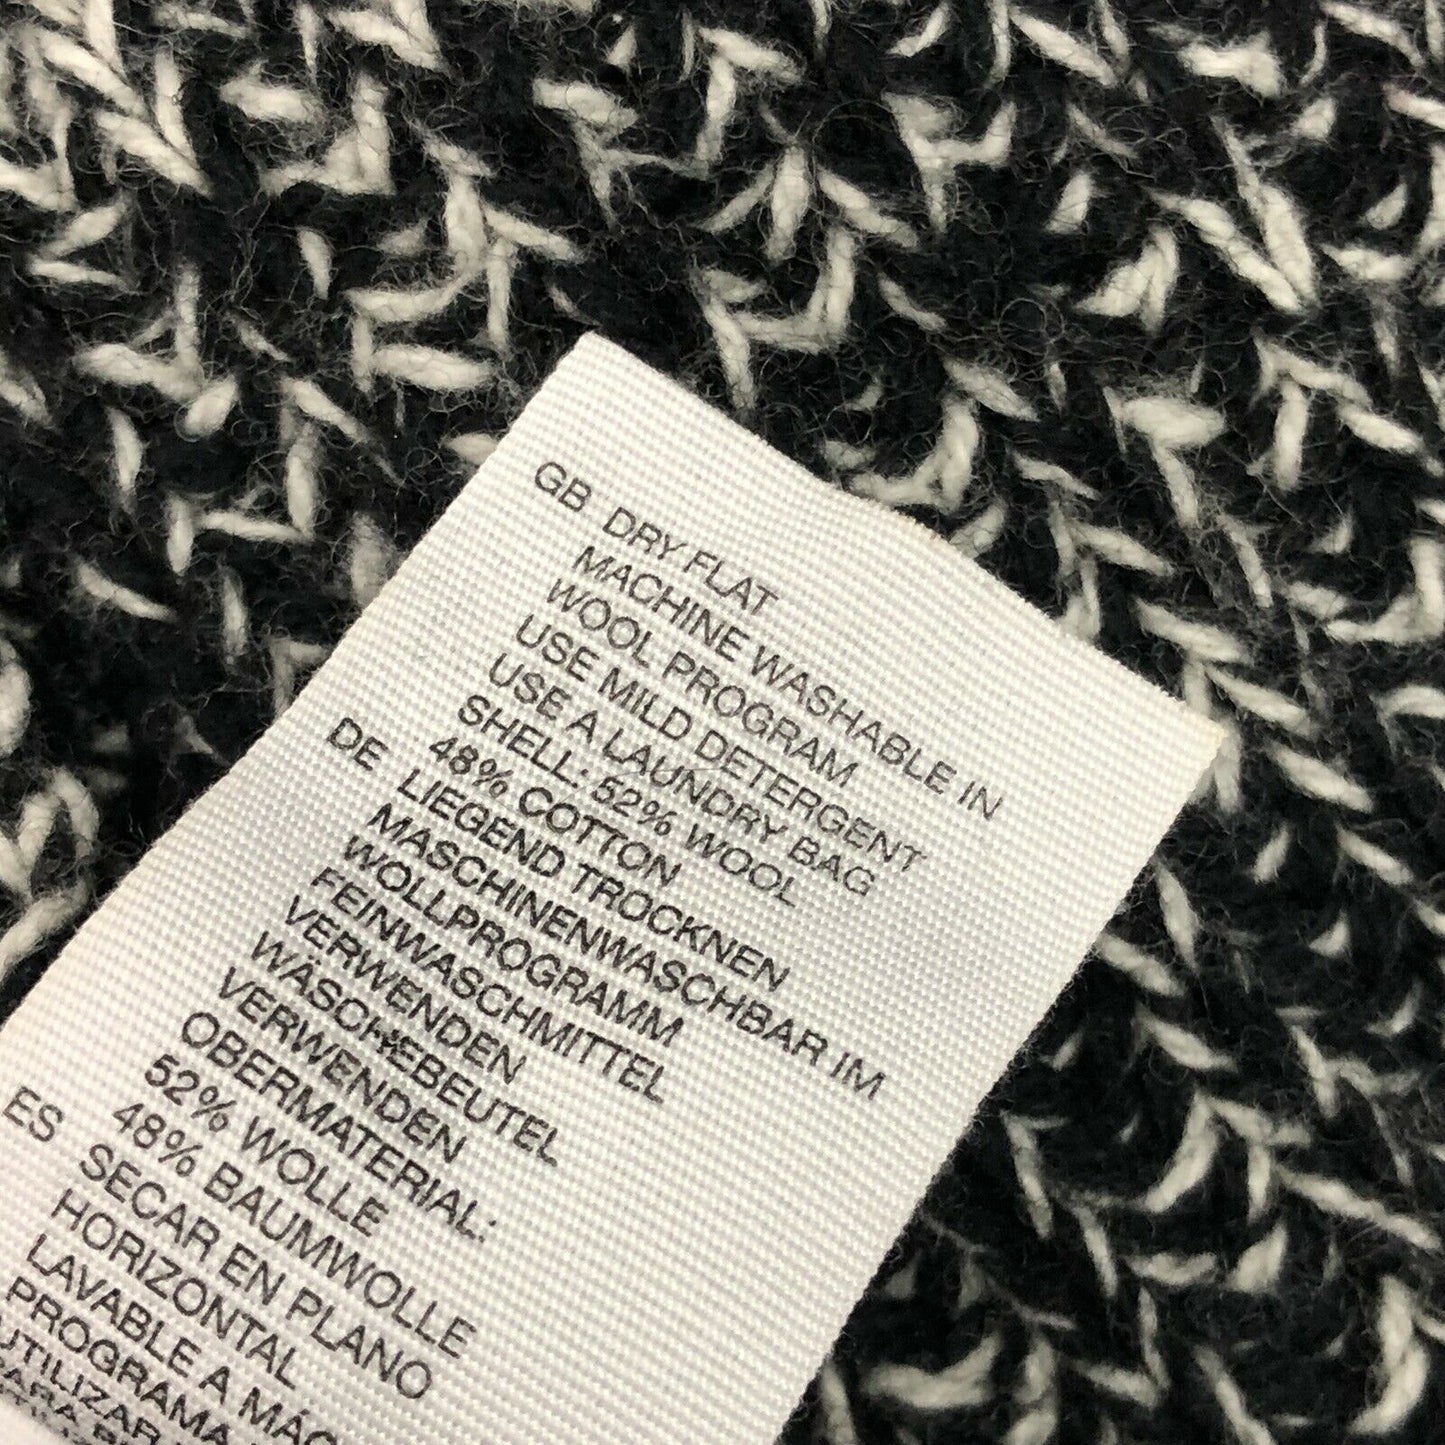 GB DRY FLAT
MACHINE WASHABLE IN
WOOL PROGRAM
USE MILD DETERGENT
USE A LAUNDRY BAG
SHELL: 52% WOOL
48% COTTON
DE LIEGEND TROCKNEN
MASCHINENWASCHBAR IM
WOLLPROGRAMM
FEINWASCHMITTEL
VERWENDEN
WÄSCHEBEUTEL
VERWENDEN
OBERMATERIAL:
52% WOLLE
48% BAUMWOLLE
ES SECAR EN PLANO
HORIZONTAL
LAVABLE A MÁQ
PROGRAMA
UTILIZAR